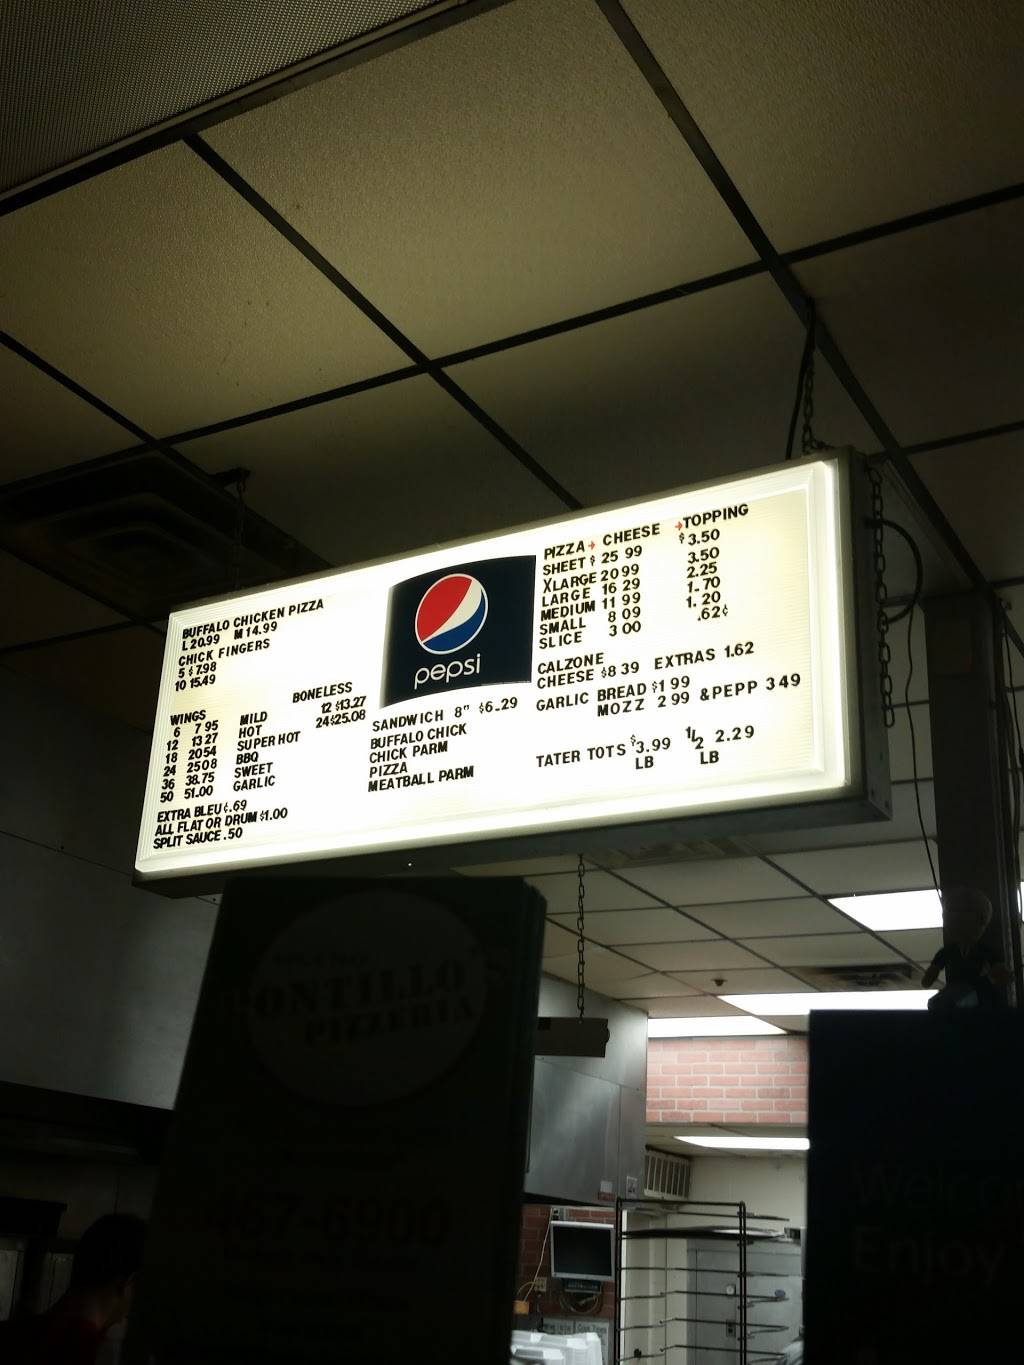 BUFFALO CHICKEN PIZZA
L 20.99 M 14.99
CHICK FINGERS
5 $7.98
10 15.49
WINGS
6 7 95
12 13 27
18 20 54
24 25 08
36 38.75
50 51.00
MILD
HOT
SUPER HOT
BBQ
SWEET
GARLIC
BONELESS
12 $13.27
24 $25.08
EXTRA BLEU ¢.69
ALL FLAT OR DRUM $1.00
SPLIT SAUCE .50
pepsi
SANDWICH 8" $6.29
BUFFALO CHICK
CHICK PARM
PIZZA
MEATBALL PARM
PIZZA → CHEESE → TOPPING
SHEET $ 25 99 $3.50
XLARGE 20 99 3.50
LARGE 16 29 2.25
MEDIUM 11 99 1.70
SMALL 8 09 1.20
SLICE 3 00 .62¢
CALZONE
CHEESE $8 39 EXTRAS 1.62
GARLIC BREAD $1 99
MOZZ 2 99 & PEPP 3 49
TATER TOTS $3.99 1/2 2.29
LB LB
ONTILLO'S
PIZZERIA
Enjoy